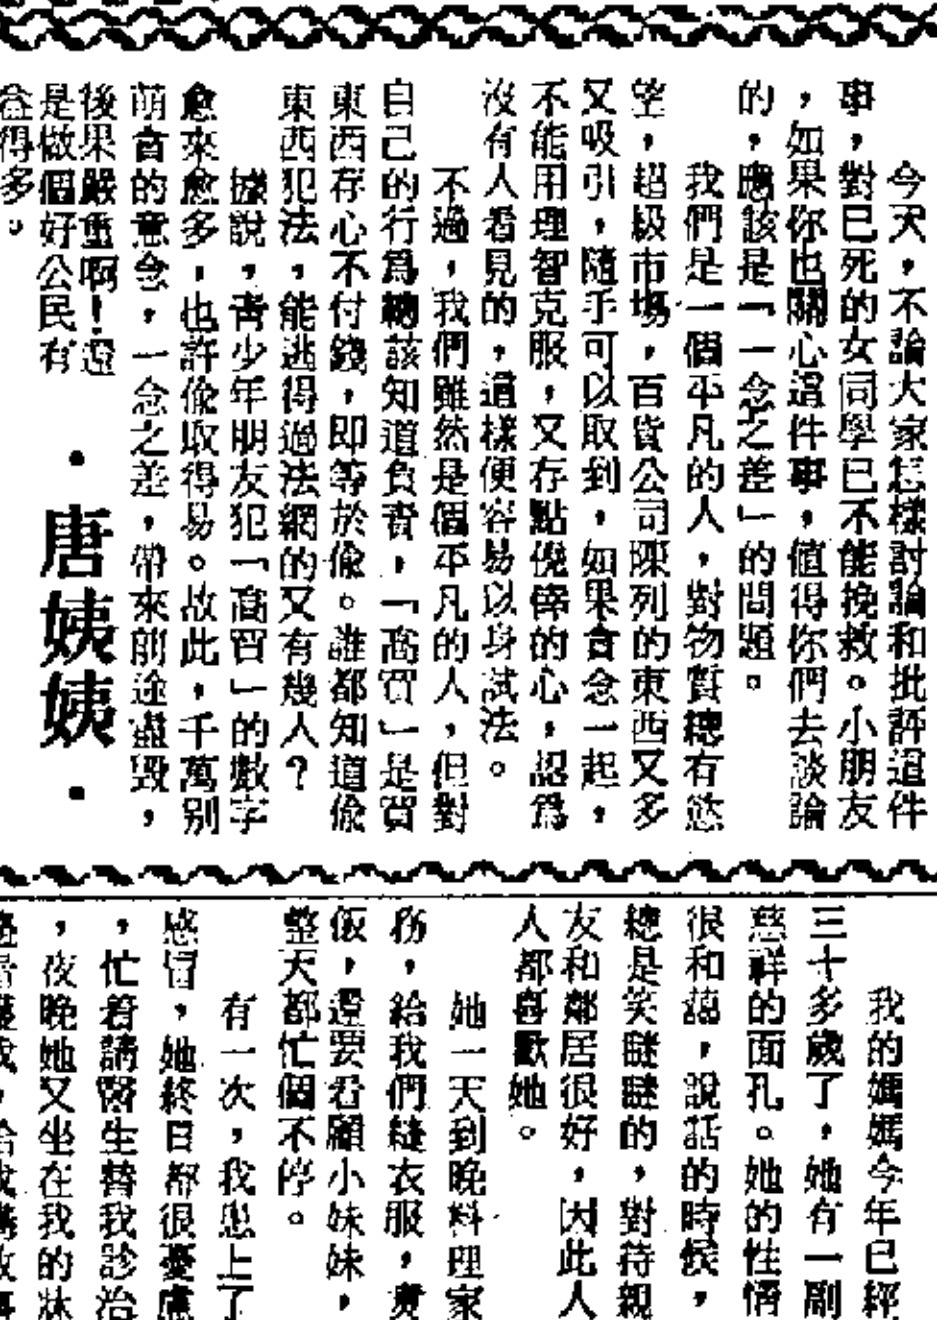 今天，不論大家怎樣討論和批評這件
事，對已死的女同學已不能挽救。小朋友
，如果你也關心這件事，值得你們去談論
的，應該是「一念之差」的問題。
我們是一個平凡的人，對物質總有慾
望，超級市場，百貨公司陳列的東西又多
又吸引，隨手可以取到，如果貪念一起，
不能用理智克服，又存點僥倖的心，認爲
沒有人看見的，這樣便容易以身試法。
不過，我們雖然是個平凡的人，但對
自己的行爲總該知道負責，「高買」是買
東西存心不付錢，即等於偸。誰都知道偸
東西犯法，能逃得過法網的又有幾人？
據說，靑少年朋友犯「高買」的數字
愈來愈多，也許偸取得易。故此，千萬别
萌貪的意念，一念之差，帶來前途盡毀，
後果嚴重啊！還
是做個好公民有
益得多。
・唐姨姨・
我的媽媽今年已經
三十多歲了，她有一副
慈祥的面孔。她的性情
很和藹，說話的時候，
總是笑瞇瞇的，對待親
友和鄰居很好，因此人
人都喜歡她。
她一天到晚料理家
務，給我們縫衣服，煑
飯，還要看顧小妹妹，
整天都忙個不停。
有一次，我患上了
感冒，她終日都很憂慮
，忙着請醫生替我診治
，夜晚她又坐在我的牀